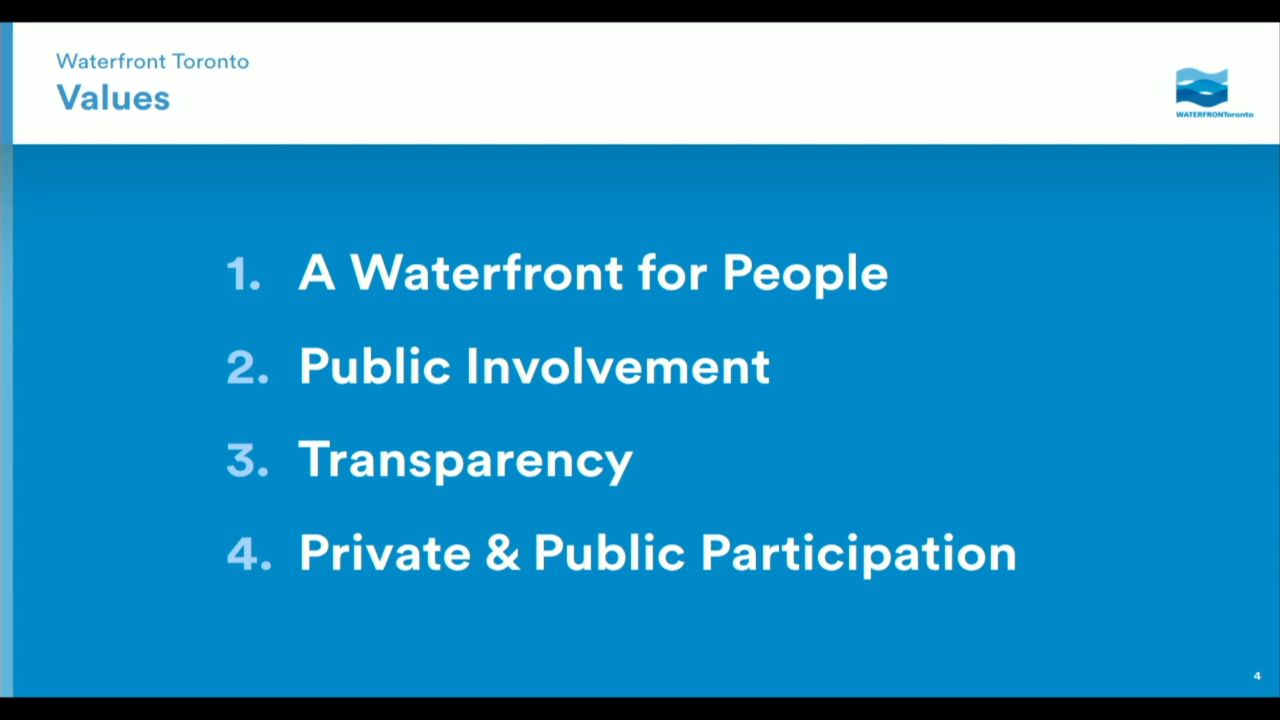 Waterfront Toronto
Values
WATERFRONToronto
1. A Waterfront for People
2. Public Involvement
3. Transparency
4. Private & Public Participation
4